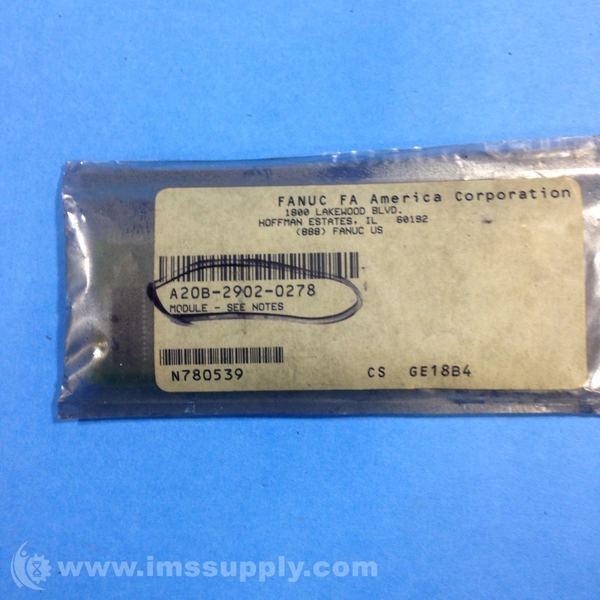 FANUC FA America Corporation
1800 LAKEWOOD BLVD.
HOFFMAN ESTATES, IL 60192
(888) FANUC US
A20B-2902-0278
MODULE - SEE NOTES
N780539 CS GE18B4
www.imssupply.com